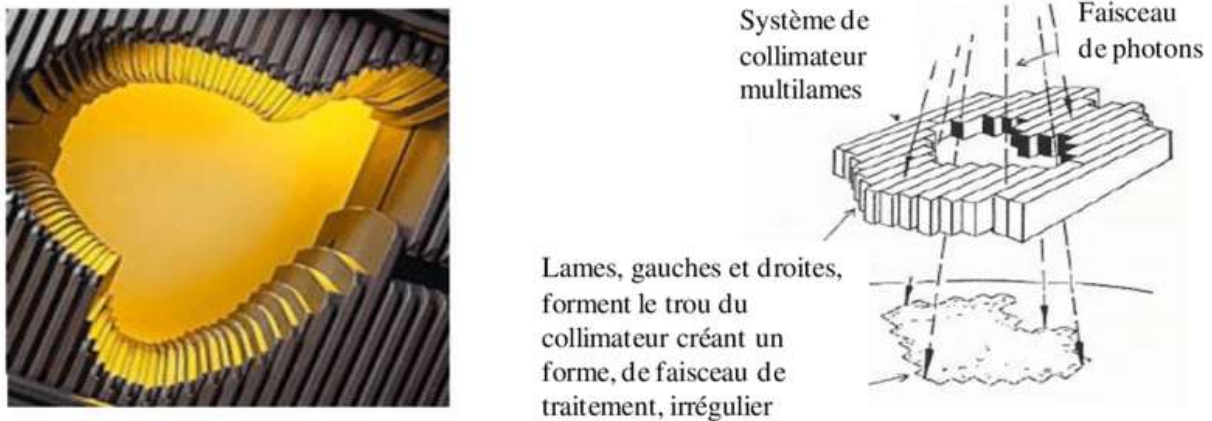 Système de
collimateur
multilames
Faisceau
de photons
Lames, gauches et droites,
forment le trou du
collimateur créant un
forme, de faisceau de
traitement, irrégulier